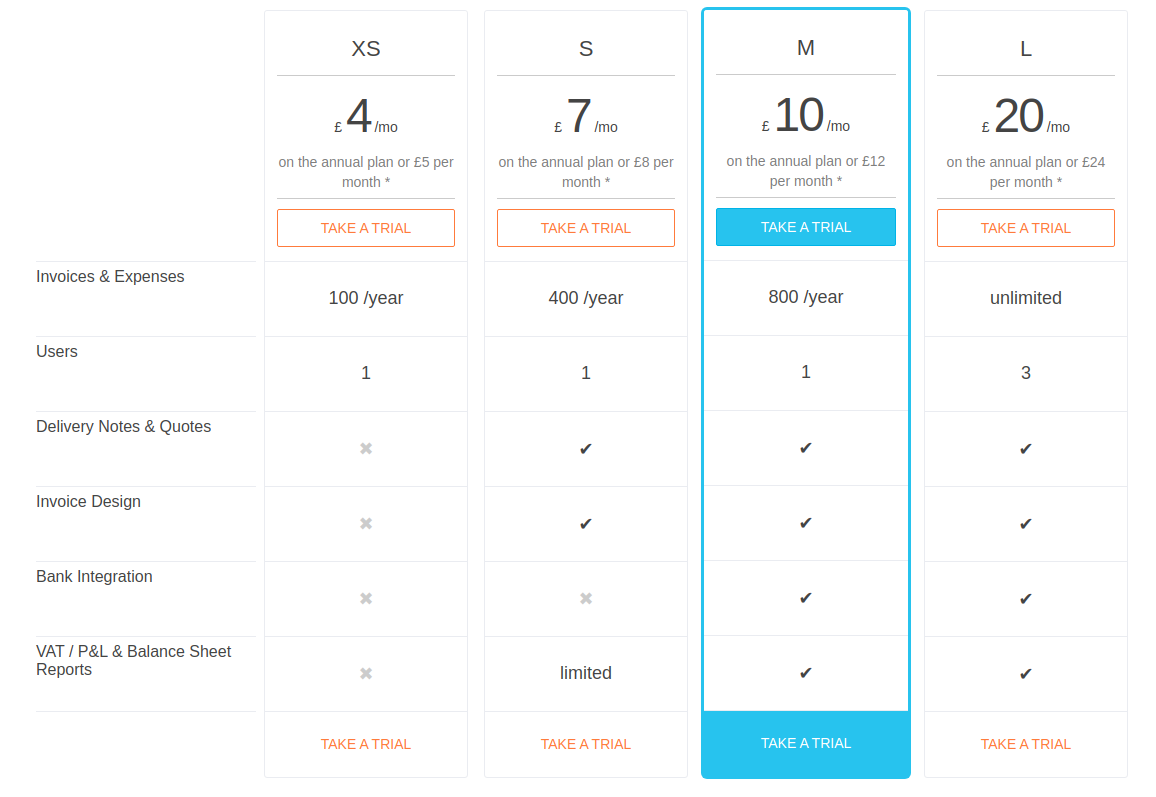 XS
S
M
L
£ 4 /mo
£ 7 /mo
£ 10 /mo
£ 20 /mo
on the annual plan or £5 per
month *
on the annual plan or £8 per
month *
on the annual plan or £12
per month *
on the annual plan or £24
per month *
TAKE A TRIAL
TAKE A TRIAL
TAKE A TRIAL
TAKE A TRIAL
Invoices & Expenses
100 /year
400 /year
800 /year
unlimited
Users
1
1
1
3
Delivery Notes & Quotes
✖
✔
✔
✔
Invoice Design
✖
✔
✔
✔
Bank Integration
✖
✖
✔
✔
VAT / P&L & Balance Sheet
Reports
✖
limited
✔
✔
TAKE A TRIAL
TAKE A TRIAL
TAKE A TRIAL
TAKE A TRIAL